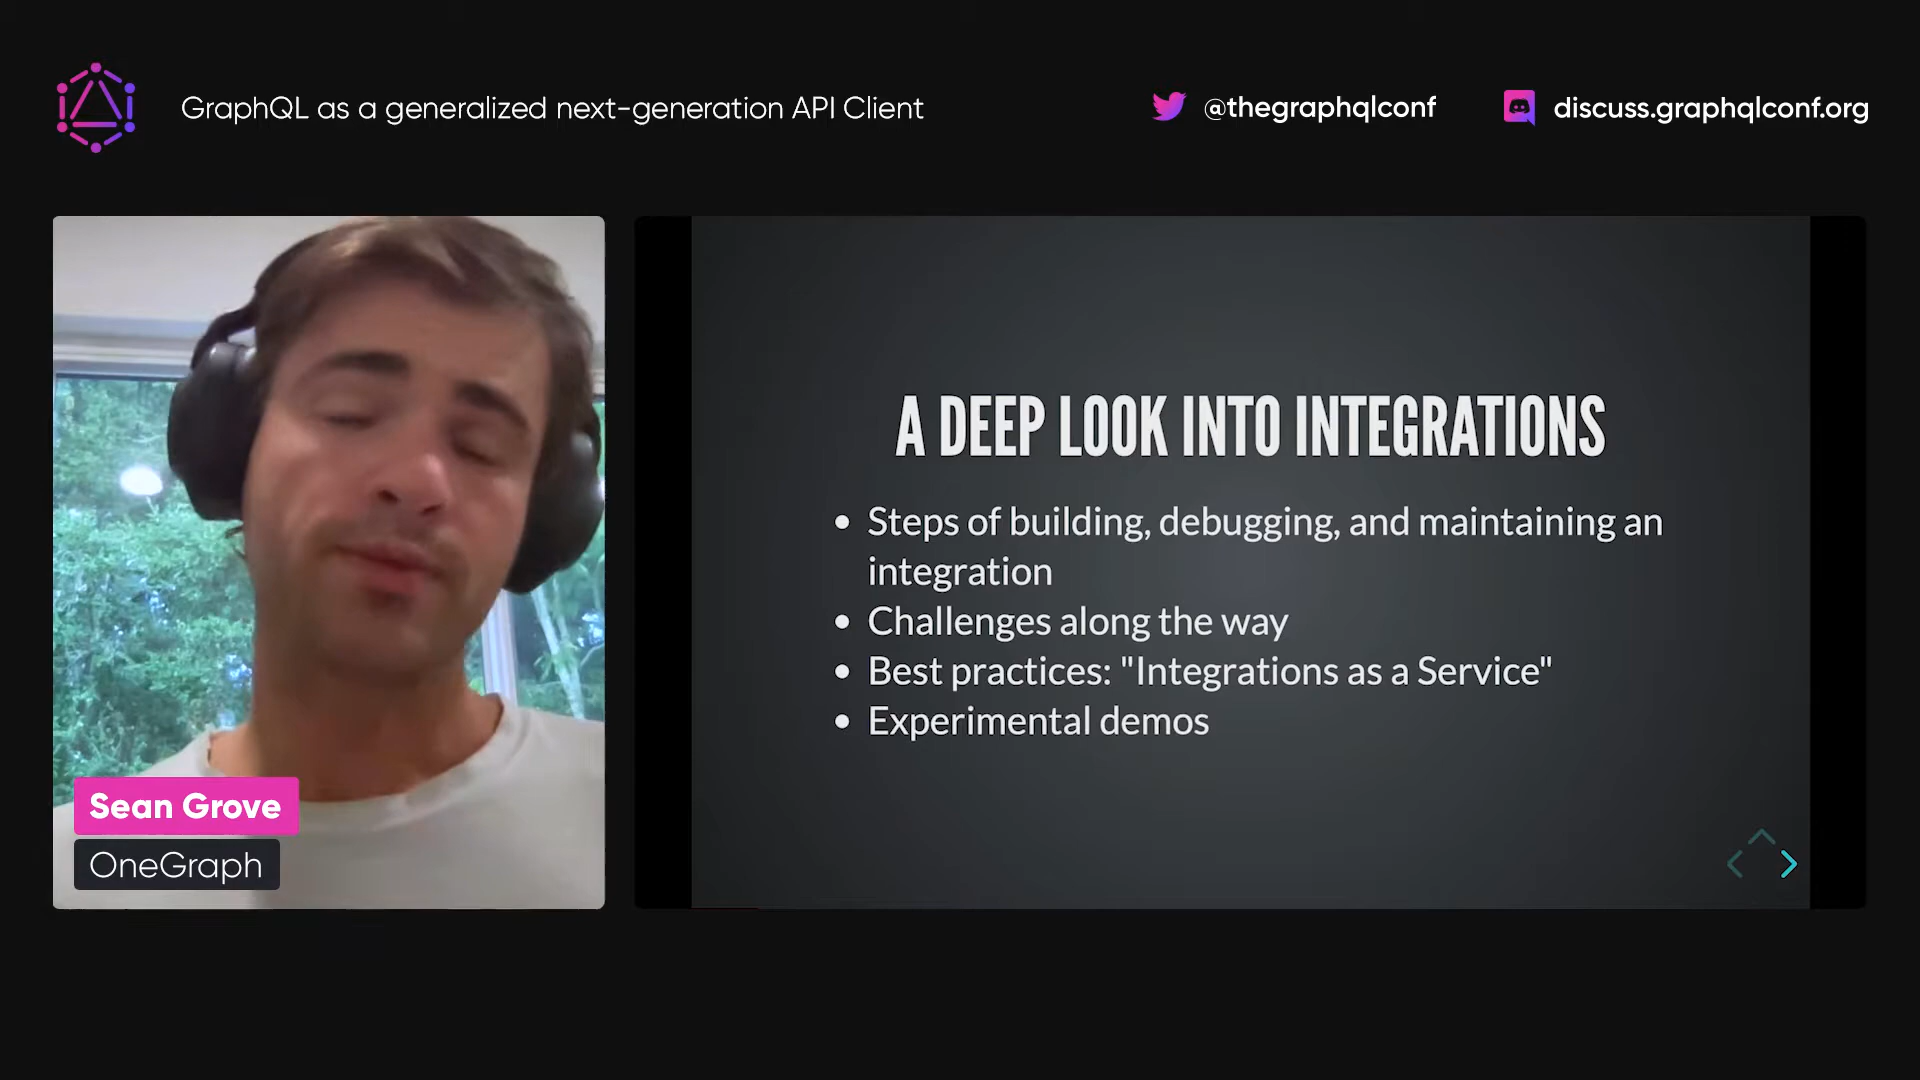 GraphQL as a generalized next-generation API Client
@thegraphqlconf
discuss.graphqlconf.org
Sean Grove
OneGraph
A DEEP LOOK INTO INTEGRATIONS
• Steps of building, debugging, and maintaining an
integration
• Challenges along the way
• Best practices: "Integrations as a Service"
• Experimental demos